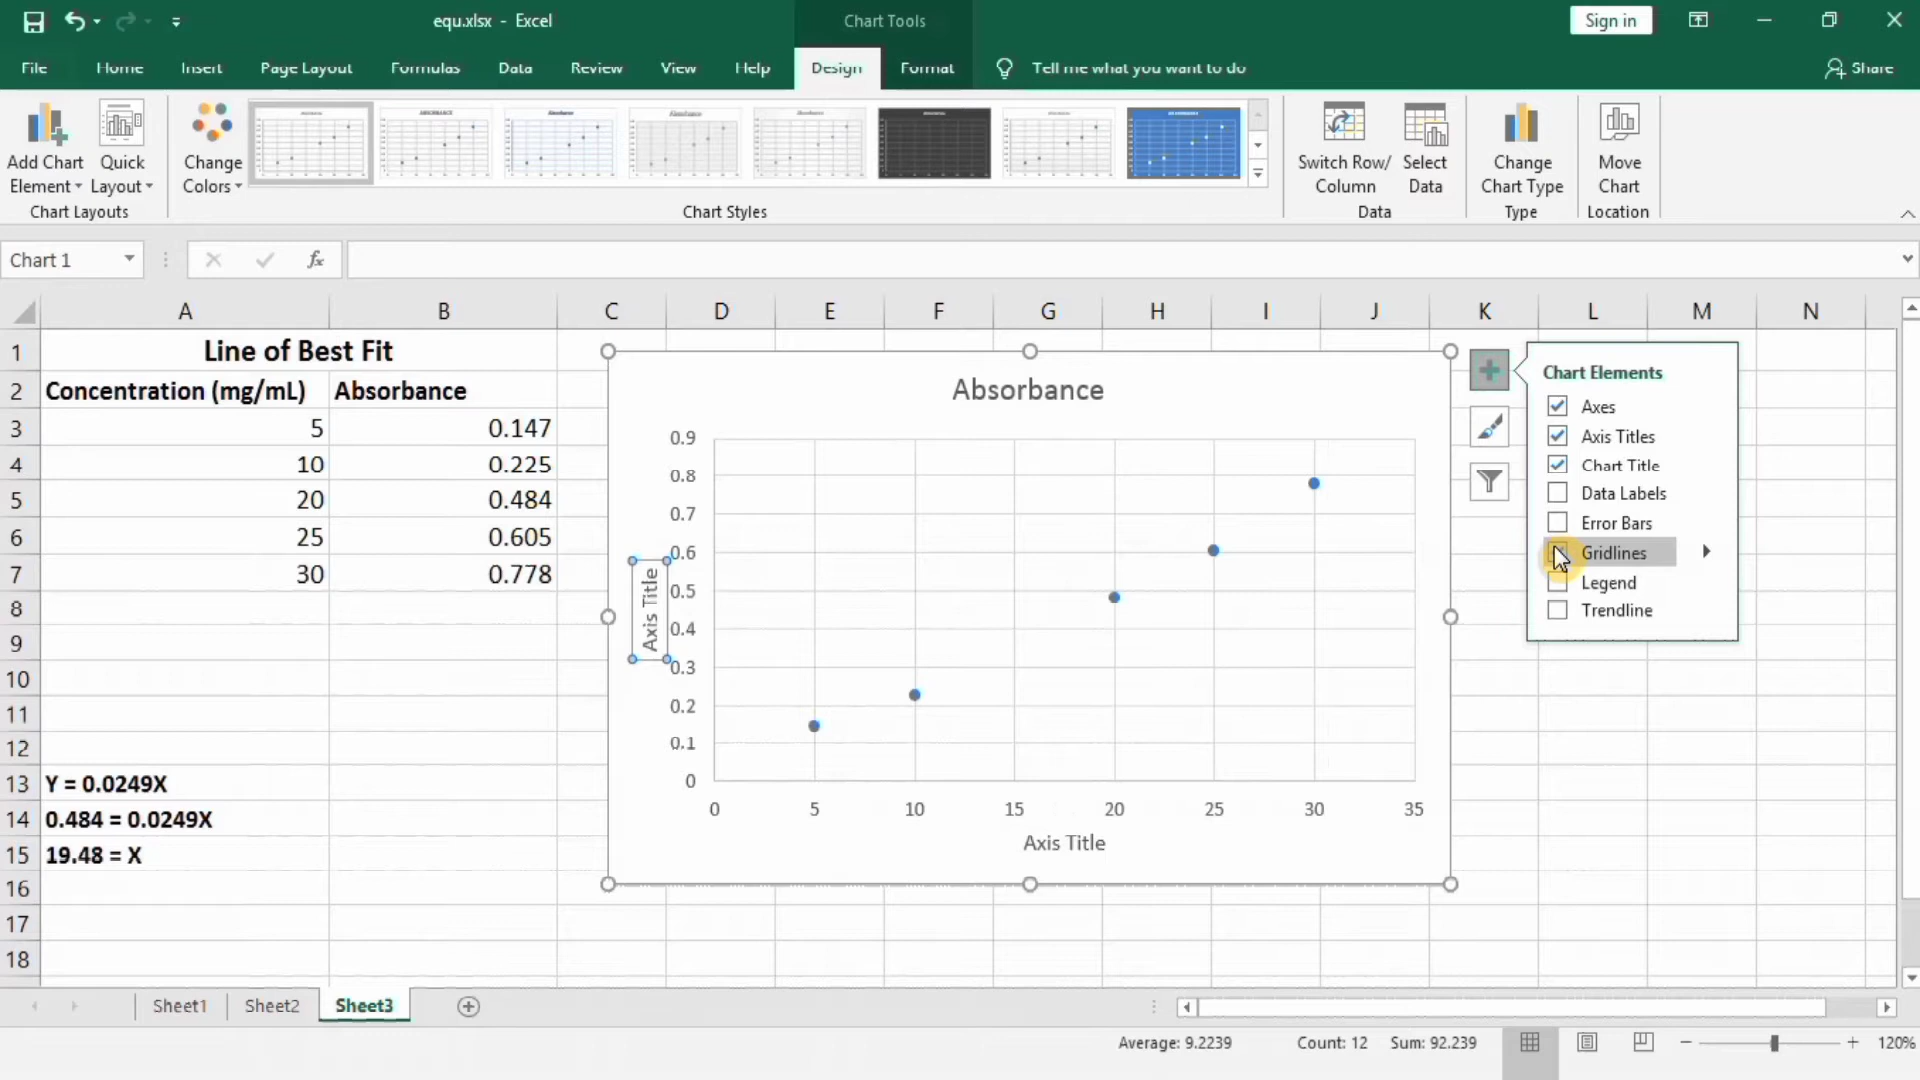 equ.xlsx - Excel
Chart Tools
Sign in
File Home Insert Page Layout Formulas Data Review View Help Design Format Tell me what you want to do Share
Add Chart Element
Quick Layout
Chart Layouts
Change Colors
ABSORBANCE
Absorbance
Absorbance
Absorbance
Chart Styles
Switch Row/ Column
Select Data
Data
Change Chart Type
Type
Move Chart
Location
Chart 1
fx
A B C D E F G H I J K L M N
1 Line of Best Fit
2 Concentration (mg/mL) Absorbance
3 5 0.147
4 10 0.225
5 20 0.484
6 25 0.605
7 30 0.778
8
9
10
11
12
13 Y = 0.0249X
14 0.484 = 0.0249X
15 19.48 = X
16
17
18
Absorbance
0.9
0.8
0.7
0.6
0.5
0.4
0.3
0.2
0.1
0
Axis Title
0 5 10 15 20 25 30 35
Axis Title
Chart Elements
Axes
Axis Titles
Chart Title
Data Labels
Error Bars
Gridlines
Legend
Trendline
Sheet1 Sheet2 Sheet3
Average: 9.2239 Count: 12 Sum: 92.239 120%